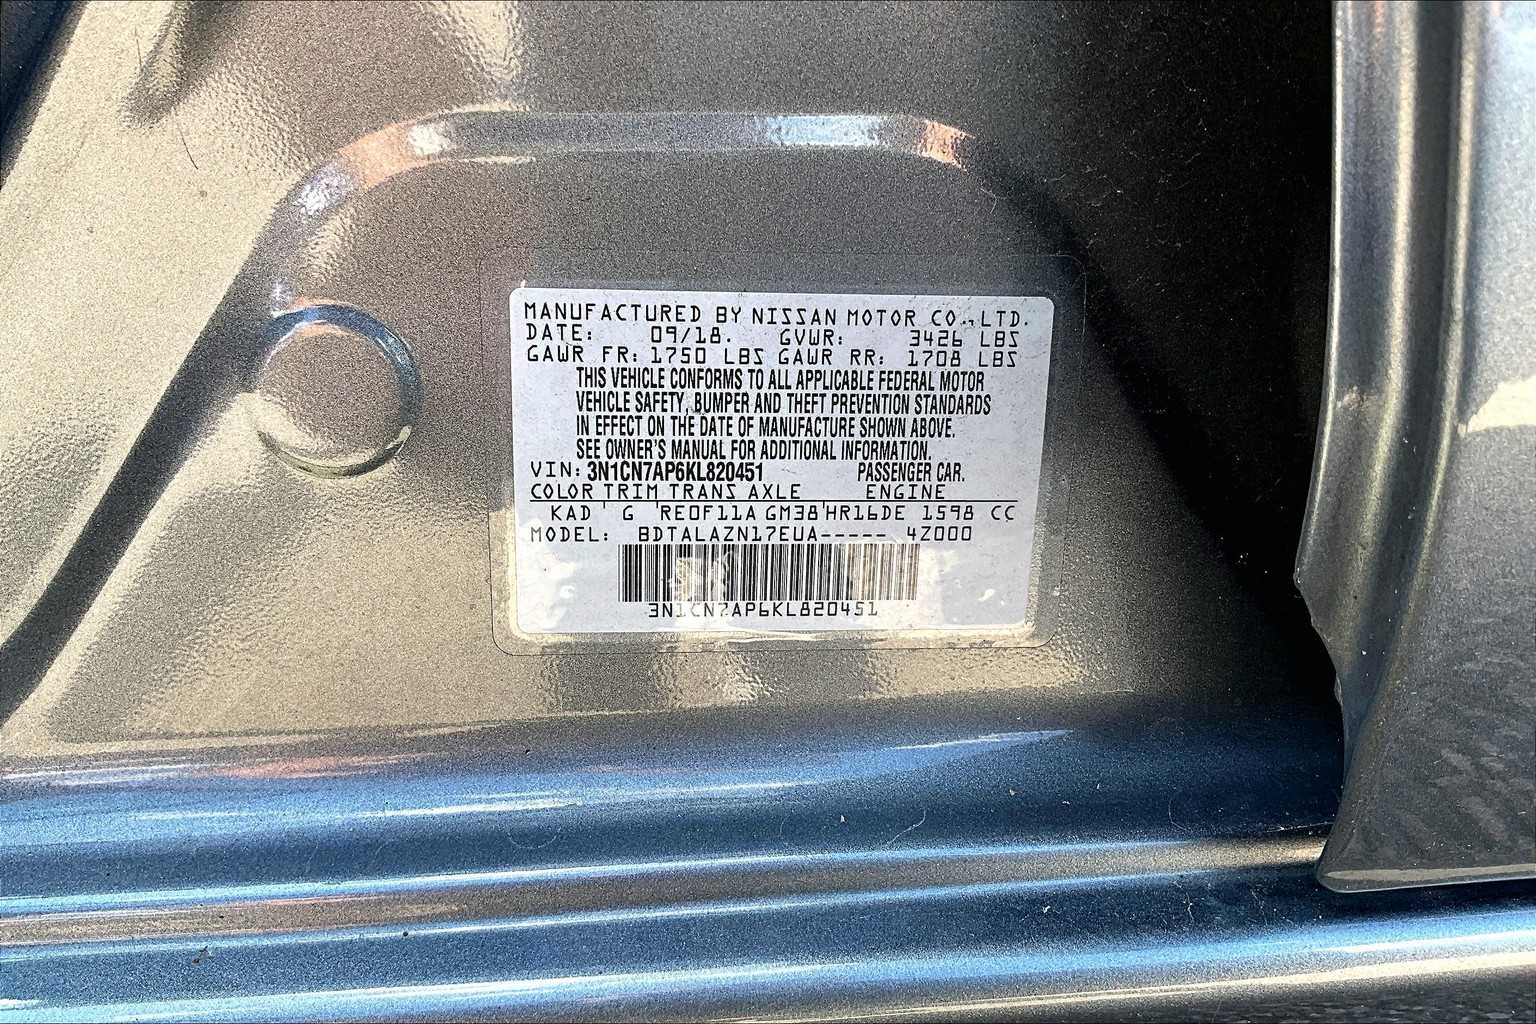 MANUFACTURED BY NISSAN MOTOR CO.,LTD.
DATE: 09/18. GVWR: 3426 LBS
GAWR FR: 1750 LBS GAWR RR: 1708 LBS
THIS VEHICLE CONFORMS TO ALL APPLICABLE FEDERAL MOTOR
VEHICLE SAFETY, BUMPER AND THEFT PREVENTION STANDARDS
IN EFFECT ON THE DATE OF MANUFACTURE SHOWN ABOVE.
SEE OWNER'S MANUAL FOR ADDITIONAL INFORMATION.
VIN: 3N1CN7AP6KL820451 PASSENGER CAR.
COLOR TRIM TRANS AXLE ENGINE
KAD ' G 'RE0F11A GM38'HR16DE 1598 CC
MODEL: BDTALAZN17EUA----- 4Z000
3N1CN7AP6KL820451